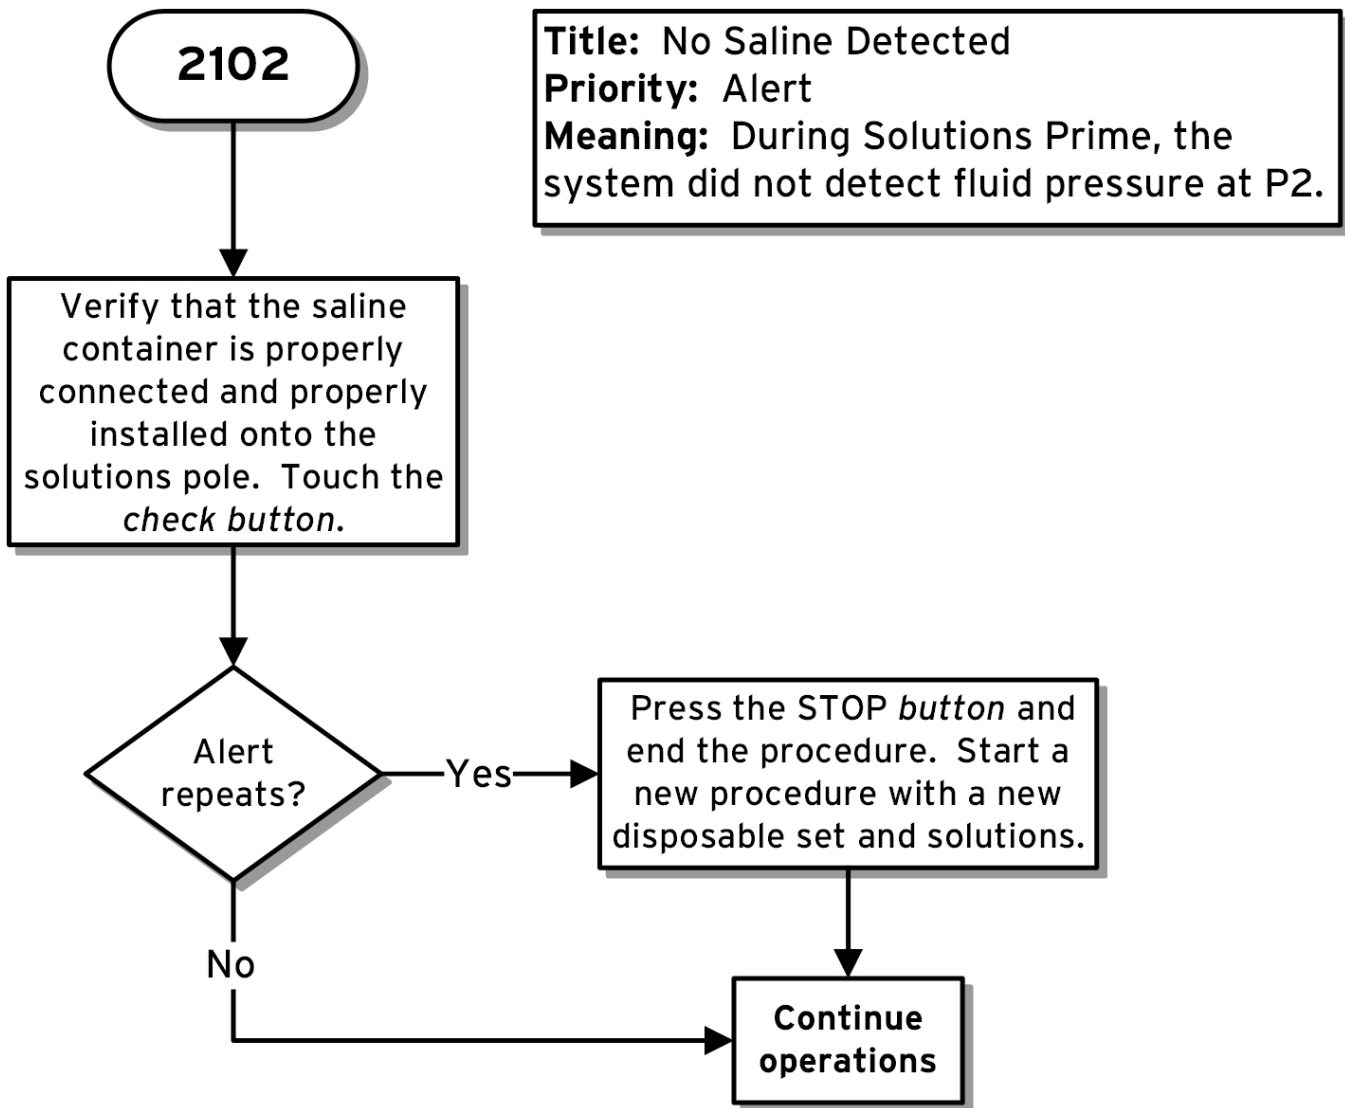 2102
Title: No Saline Detected
Priority: Alert
Meaning: During Solutions Prime, the
system did not detect fluid pressure at P2.
Verify that the saline
container is properly
connected and properly
installed onto the
solutions pole. Touch the
check button.
Alert
repeats?
Yes
Press the STOP button and
end the procedure. Start a
new procedure with a new
disposable set and solutions.
No
Continue
operations